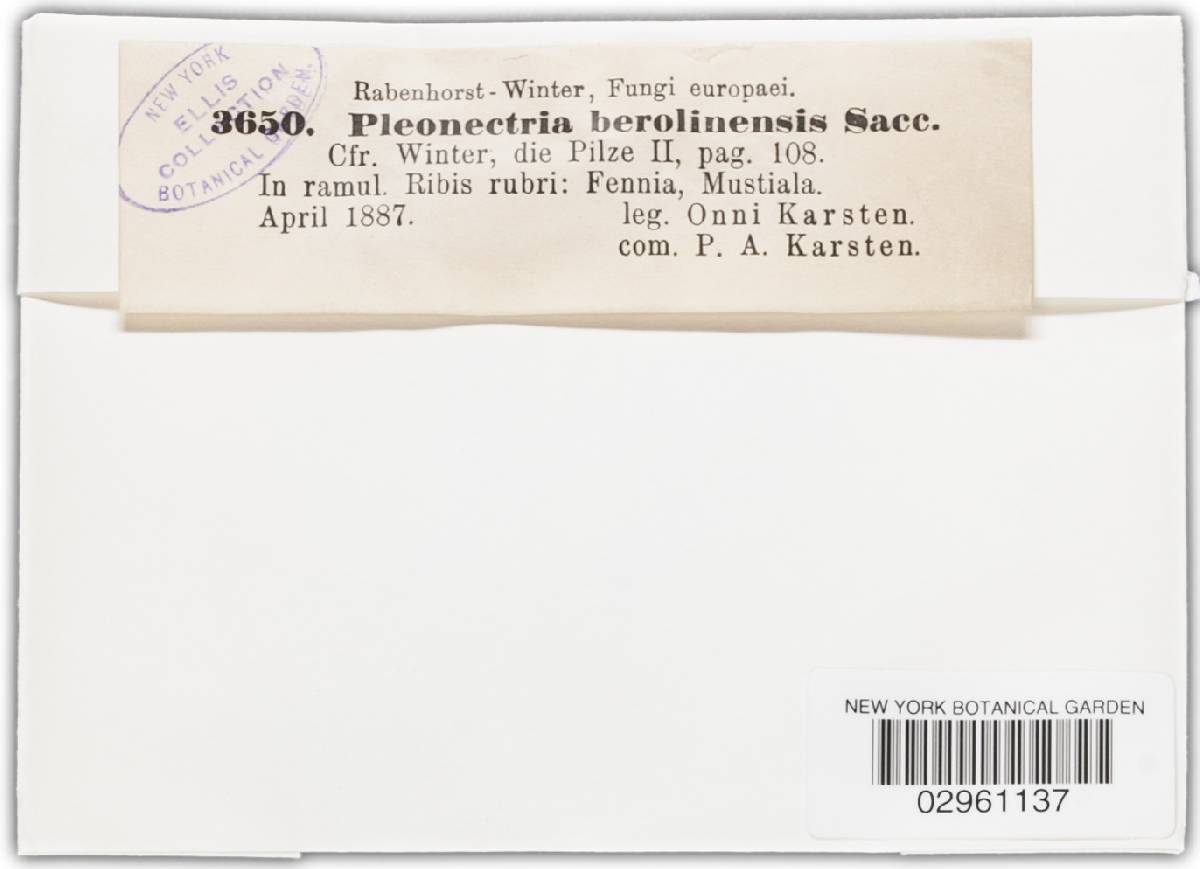 NEW YORK
ELLIS
COLLECTION
BOTANICAL GARDEN.
Rabenhorst-Winter, Fungi europaei.
3650. Pleonectria berolinensis Sacc.
Cfr. Winter, die Pilze II, pag. 108.
In ramul. Ribis rubri: Fennia, Mustiala.
April 1887. leg. Onni Karsten.
com. P. A. Karsten.
NEW YORK BOTANICAL GARDEN
02961137